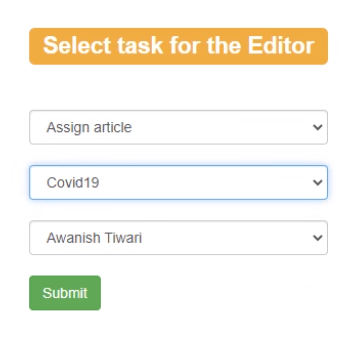 Select task for the Editor
Assign article
Covid19
Awanish Tiwari
Submit